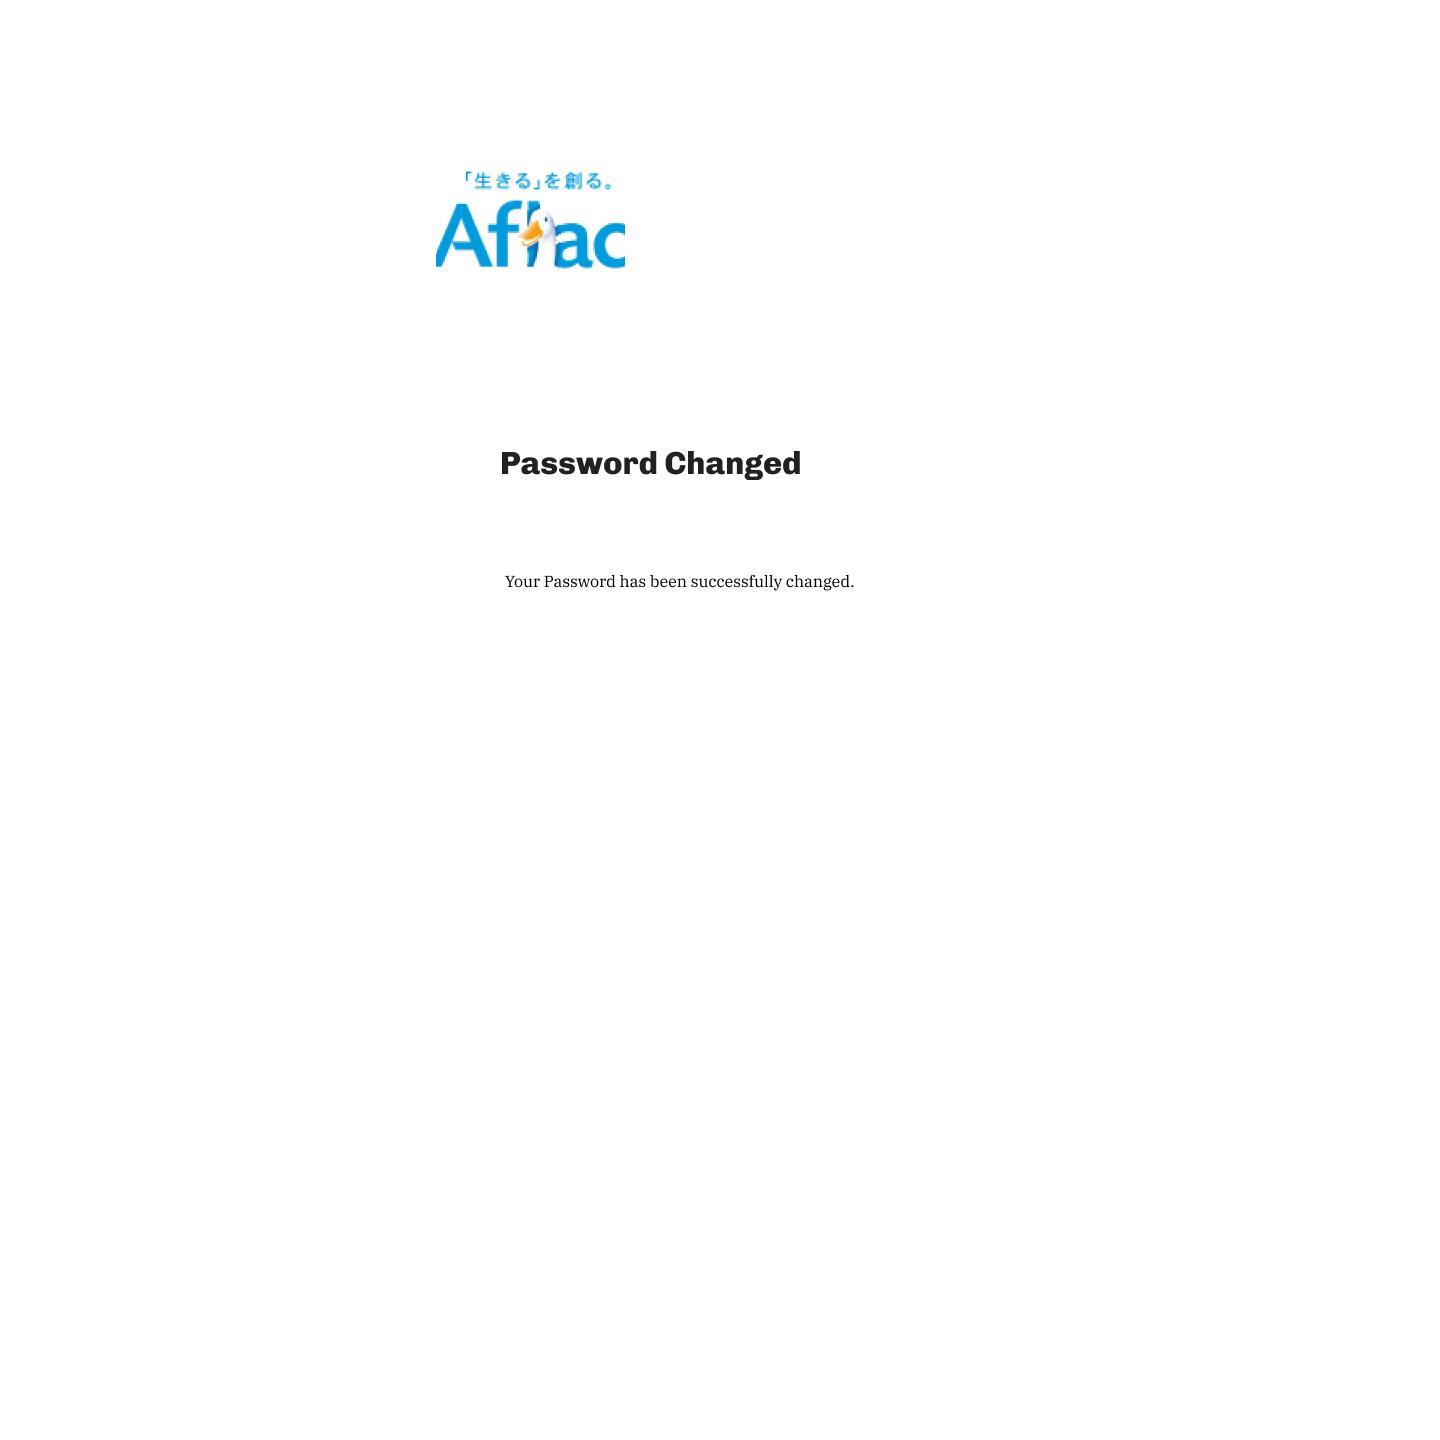 「生きる」を創る。
Aflac
Password Changed
Your Password has been successfully changed.